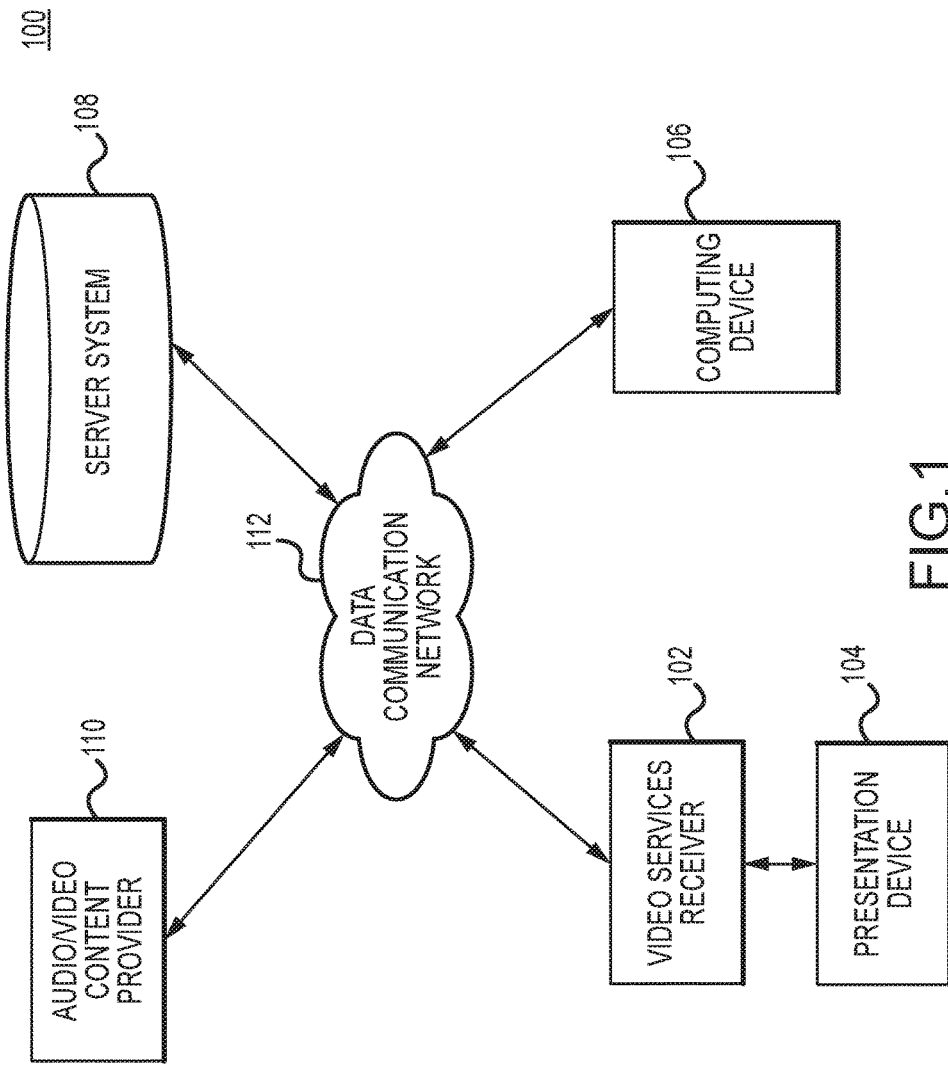 100
AUDIO/VIDEO
CONTENT
PROVIDER
110
SERVER SYSTEM
108
112
DATA
COMMUNICATION
NETWORK
VIDEO SERVICES
RECEIVER
102
COMPUTING
DEVICE
106
PRESENTATION
DEVICE
104
FIG.1